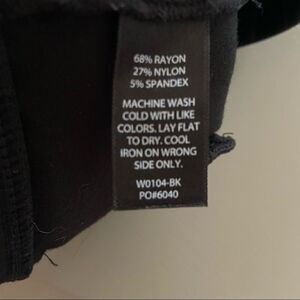 68% RAYON
27% NYLON
5% SPANDEX
MACHINE WASH
COLD WITH LIKE
COLORS. LAY FLAT
TO DRY. COOL
IRON ON WRONG
SIDE ONLY.
W0104-BK
PO#6040